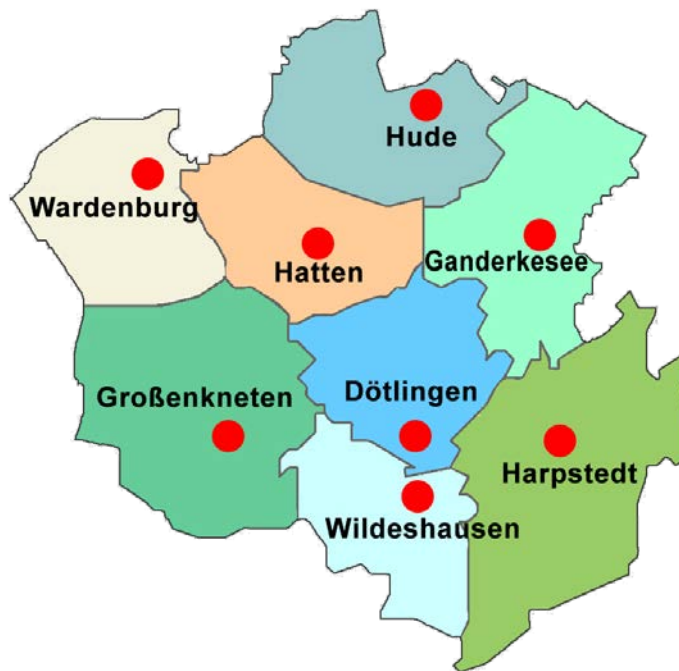 Hude
Wardenburg
Hatten
Ganderkesee
Großenkneten
Dötlingen
Harpstedt
Wildeshausen